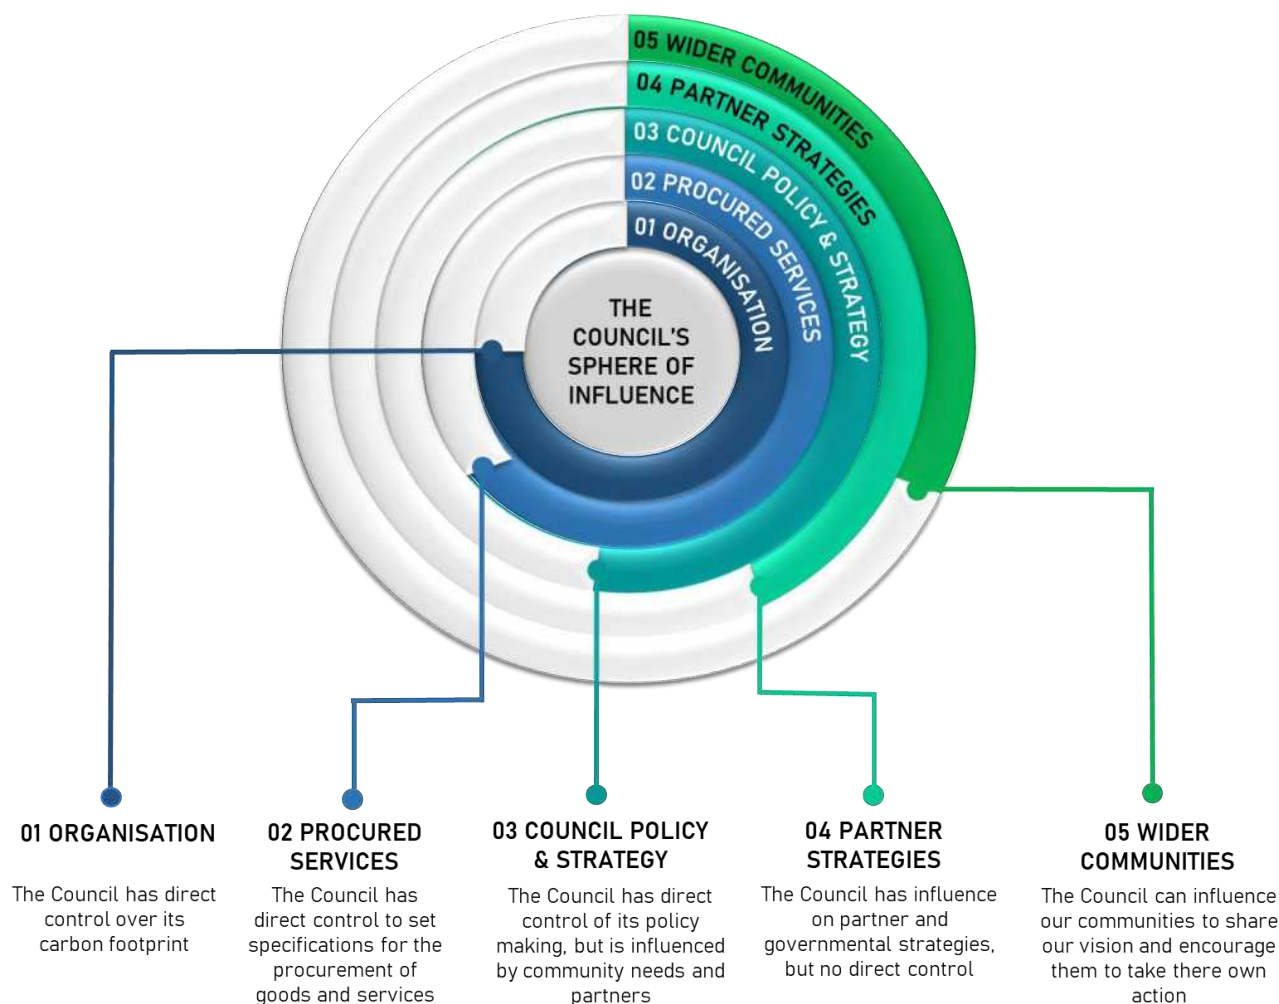 05 WIDER COMMUNITIES
04 PARTNER STRATEGIES
03 COUNCIL POLICY & STRATEGY
02 PROCURED SERVICES
01 ORGANISATION
THE
COUNCIL'S
SPHERE OF
INFLUENCE
01 ORGANISATION
The Council has direct
control over its
carbon footprint
02 PROCURED
SERVICES
The Council has
direct control to set
specifications for the
procurement of
goods and services
03 COUNCIL POLICY
& STRATEGY
The Council has direct
control of its policy
making, but is influenced
by community needs and
partners
04 PARTNER
STRATEGIES
The Council has influence
on partner and
governmental strategies,
but no direct control
05 WIDER
COMMUNITIES
The Council can influence
our communities to share
our vision and encourage
them to take there own
action